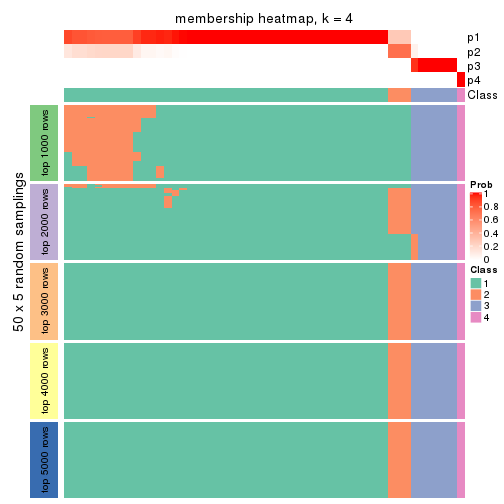 membership heatmap, k = 4
p1
p2
p3
p4
Class
50 x 5 random samplings
top 1000 rows
top 2000 rows
top 3000 rows
top 4000 rows
top 5000 rows
Prob
1
0.8
0.6
0.4
0.2
0
Class
1
2
3
4